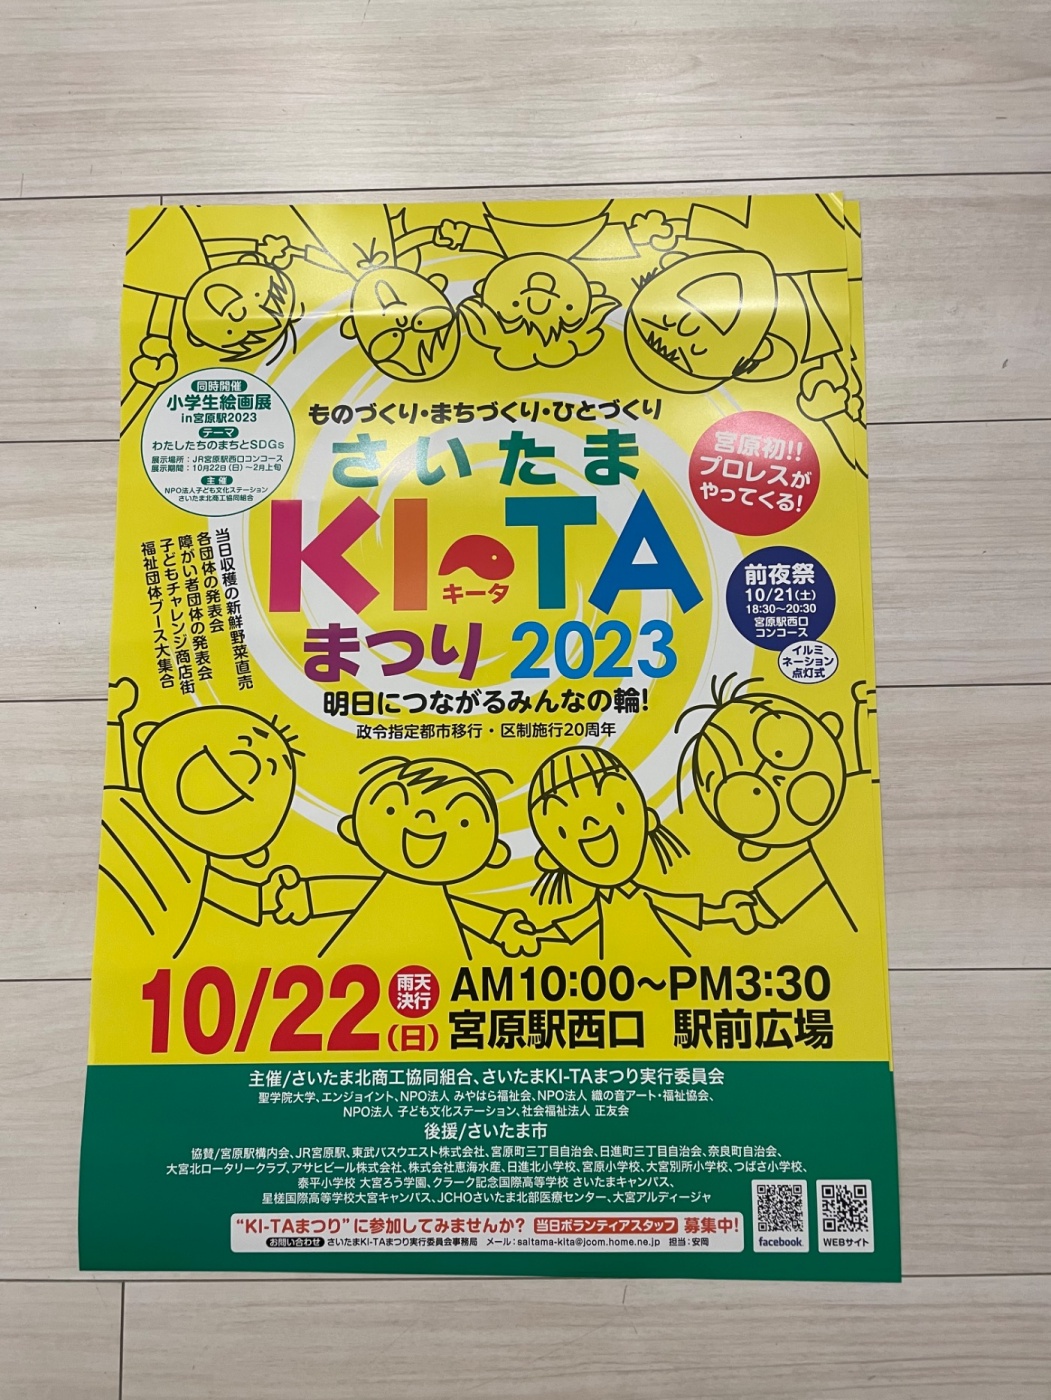 同時開催
小学生絵画展
in宮原駅2023
テーマ
わたしたちのまちとSDGs
展示場所：JR宮原駅西口コンコース
展示期間：10月22日(日)～2月上旬
主催
NPO法人子ども文化ステーション
さいたま北商工協同組合
ものづくり・まちづくり・ひとづくり
さいたま
KI-TA
キータ
まつり 2023
明日につながるみんなの輪!
政令指定都市移行・区制施行20周年
宮原初!!
プロレスが
やってくる!
前夜祭
10/21(土)
18:30～20:30
宮原駅西口
コンコース
イルミ
ネーション
点灯式
当日収穫の新鮮野菜直売
各団体の発表会
障がい者団体の発表会
子どもチャレンジ商店街
福祉団体ブース大集合
10/22(日)
雨天
決行
AM10:00～PM3:30
宮原駅西口 駅前広場
主催/さいたま北商工協同組合、さいたまKI-TAまつり実行委員会
聖学院大学、エンジョイント、NPO法人 みやはら福祉会、NPO法人 織の音アート・福祉協会、
NPO法人 子ども文化ステーション、社会福祉法人 正友会
後援/さいたま市
協賛/宮原駅構内会、JR宮原駅、東武バスウエスト株式会社、宮原町三丁目自治会、日進町三丁目自治会、奈良町自治会、
大宮北ロータリークラブ、アサヒビール株式会社、株式会社恵海水産、日進北小学校、宮原小学校、大宮別所小学校、つばさ小学校、
泰平小学校 大宮ろう学園、クラーク記念国際高等学校 さいたまキャンパス、
星槎国際高等学校大宮キャンパス、JCHOさいたま北部医療センター、大宮アルディージャ
"KI-TAまつり"に参加してみませんか? 当日ボランティアスタッフ 募集中!
お問い合わせ さいたまKI-TAまつり実行委員会事務局 メール：saitama-kita@jcom.home.ne.jp 担当：安岡
facebook
WEBサイト